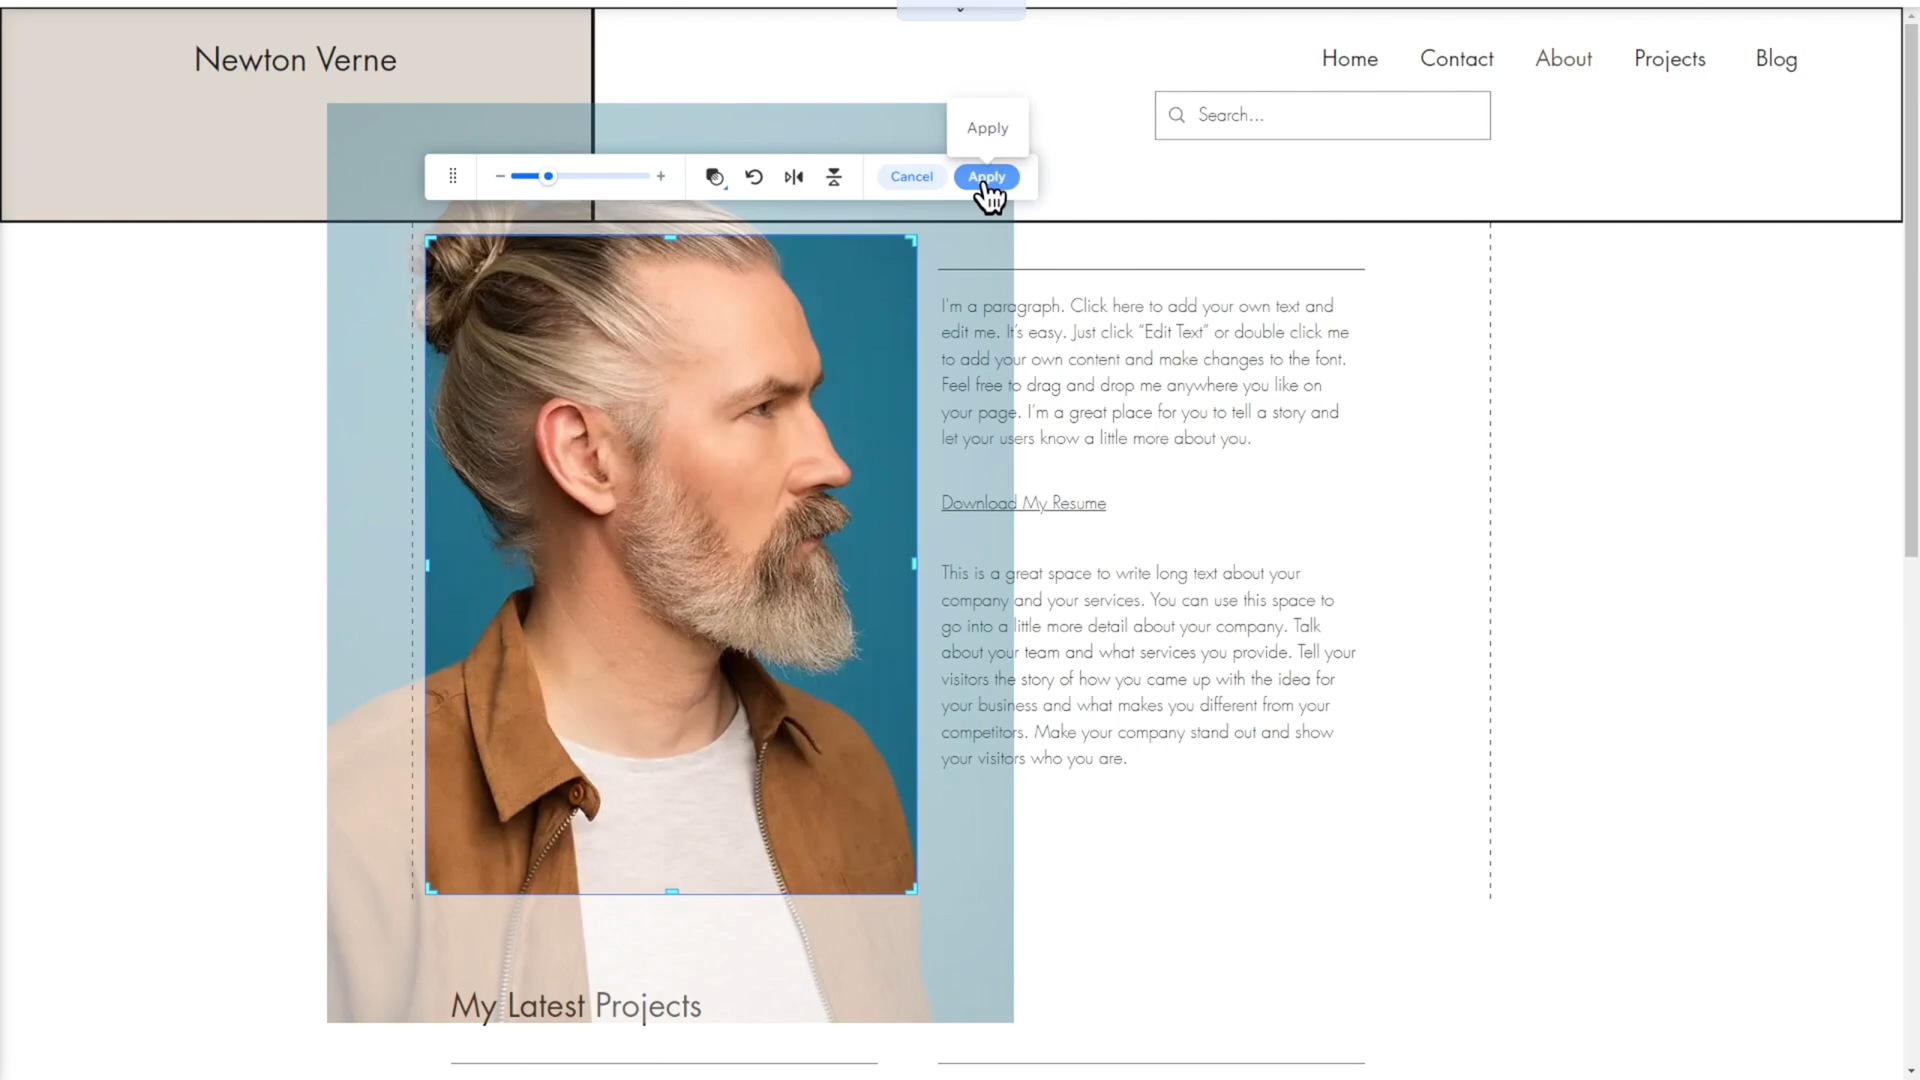 Newton Verne
Home Contact About Projects Blog
Search...
Apply
Cancel Apply
I'm a paragraph. Click here to add your own text and
edit me. It's easy. Just click “Edit Text” or double click me
to add your own content and make changes to the font.
Feel free to drag and drop me anywhere you like on
your page. I'm a great place for you to tell a story and
let your users know a little more about you.
Download My Resume
This is a great space to write long text about your
company and your services. You can use this space to
go into a little more detail about your company. Talk
about your team and what services you provide. Tell your
visitors the story of how you came up with the idea for
your business and what makes you different from your
competitors. Make your company stand out and show
your visitors who you are.
My Latest Projects